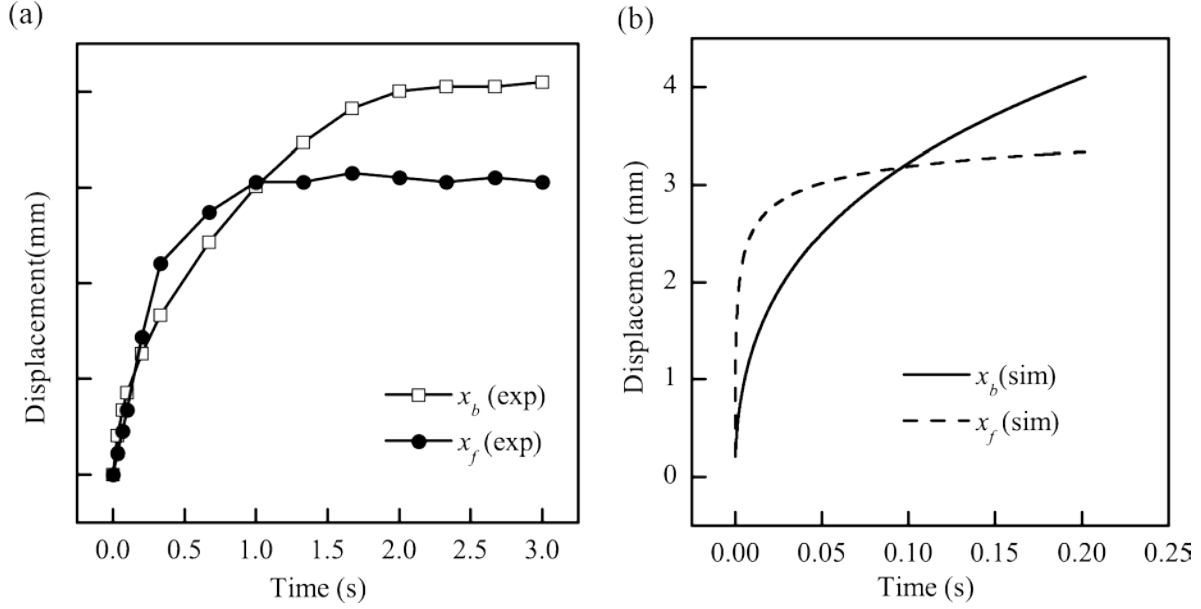 (a)
Displacement(mm)
x_b (exp)
x_f (exp)
0.0 0.5 1.0 1.5 2.0 2.5 3.0
Time (s)
(b)
Displacement (mm)
4
3
2
1
0
x_b(sim)
x_f (sim)
0.00 0.05 0.10 0.15 0.20 0.25
Time (s)